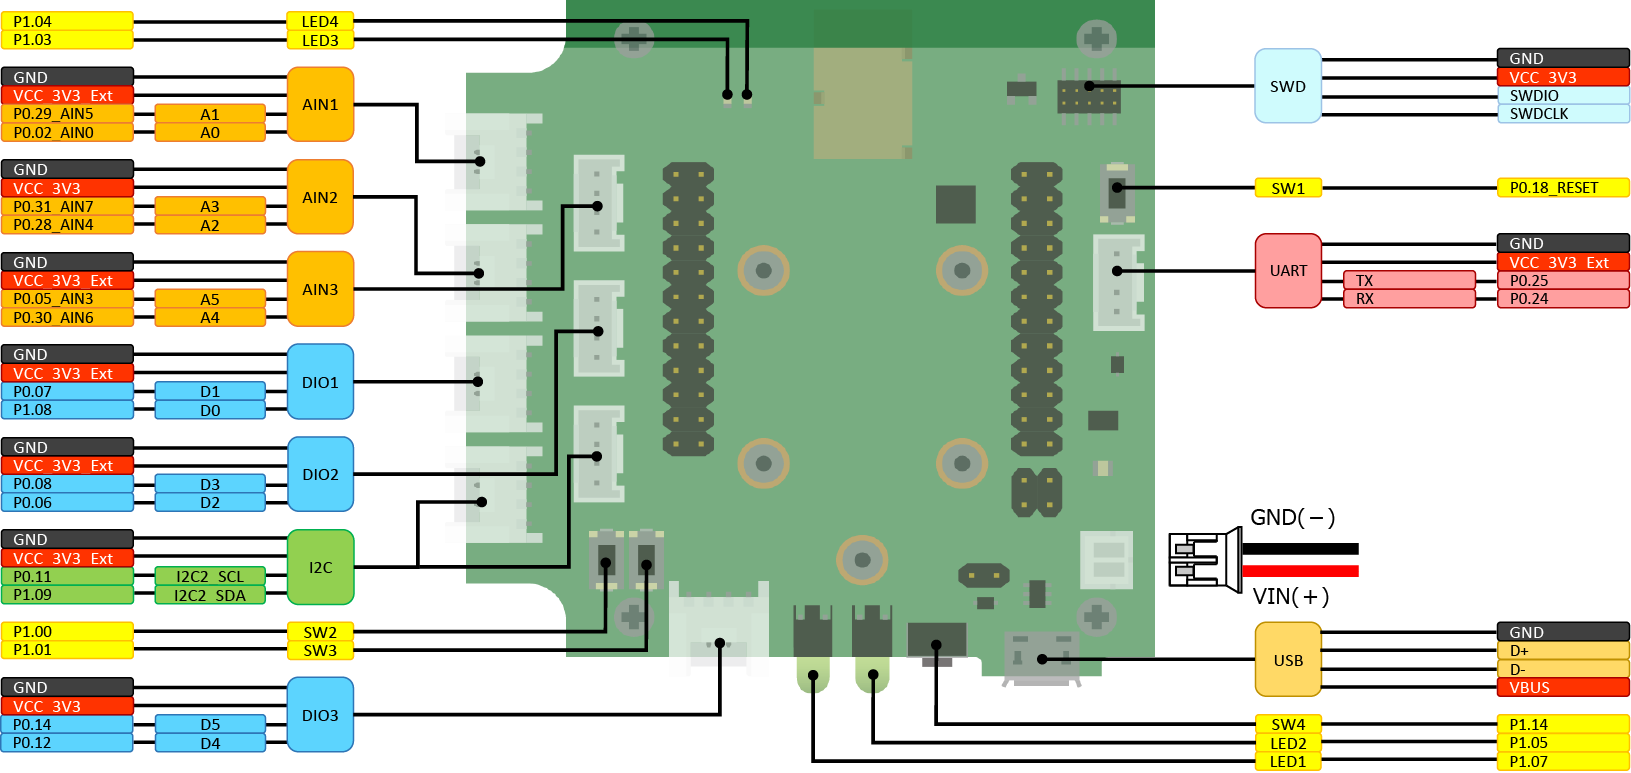 P1.04 LED4
P1.03 LED3
GND
VCC_3V3_Ext
P0.29_AIN5 A1
P0.02_AIN0 A0
AIN1
GND
VCC_3V3
P0.31_AIN7 A3
P0.28_AIN4 A2
AIN2
GND
VCC_3V3_Ext
P0.05_AIN3 A5
P0.30_AIN6 A4
AIN3
GND
VCC_3V3_Ext
P0.07 D1
P1.08 D0
DIO1
GND
VCC_3V3_Ext
P0.08 D3
P0.06 D2
DIO2
GND
VCC_3V3_Ext
P0.11 I2C2_SCL
P1.09 I2C2_SDA
I2C
P1.00 SW2
P1.01 SW3
GND
VCC_3V3
P0.14 D5
P0.12 D4
DIO3
SWD
GND
VCC_3V3
SWDIO
SWDCLK
SW1 P0.18_RESET
UART
GND
VCC_3V3_Ext
TX P0.25
RX P0.24
GND(−)
VIN(+)
USB
GND
D+
D-
VBUS
SW4 P1.14
LED2 P1.05
LED1 P1.07